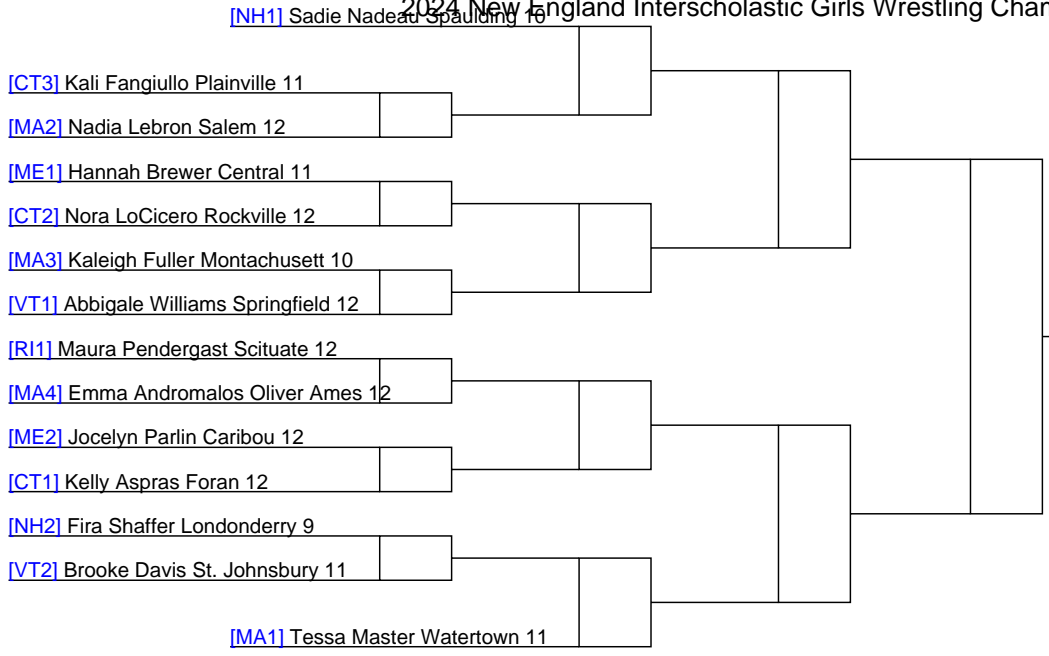 2024 New England Interscholastic Girls Wrestling Cham
[NH1] Sadie Nadeau Spaulding 10
[CT3] Kali Fangiullo Plainville 11
[MA2] Nadia Lebron Salem 12
[ME1] Hannah Brewer Central 11
[CT2] Nora LoCicero Rockville 12
[MA3] Kaleigh Fuller Montachusett 10
[VT1] Abbigale Williams Springfield 12
[RI1] Maura Pendergast Scituate 12
[MA4] Emma Andromalos Oliver Ames 12
[ME2] Jocelyn Parlin Caribou 12
[CT1] Kelly Aspras Foran 12
[NH2] Fira Shaffer Londonderry 9
[VT2] Brooke Davis St. Johnsbury 11
[MA1] Tessa Master Watertown 11